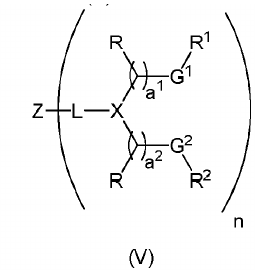 R R¹
G¹
a¹
Z L X
a²
G²
R R²
n
(V)